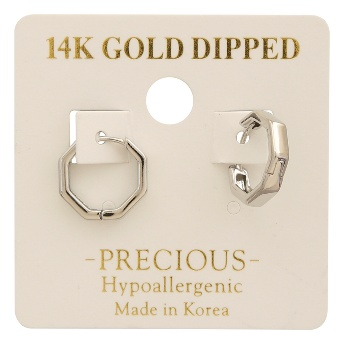 14K GOLD DIPPED
-PRECIOUS-
Hypoallergenic
Made in Korea